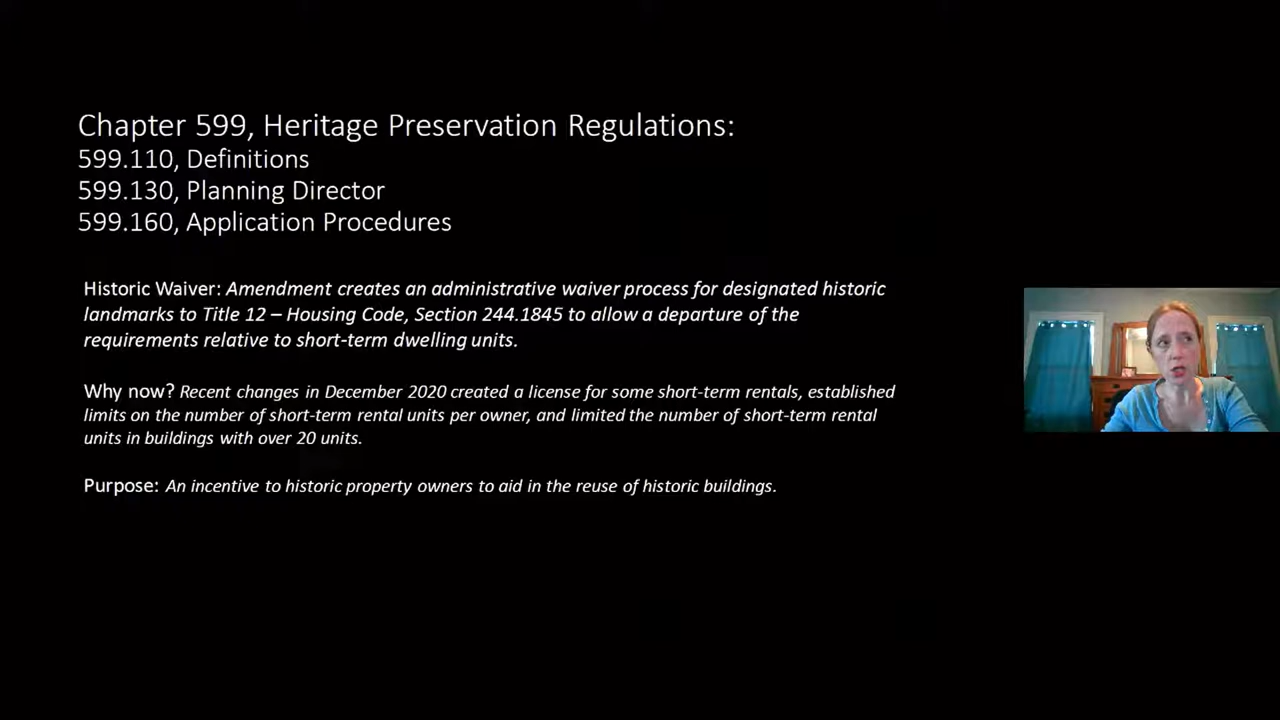 Chapter 599, Heritage Preservation Regulations:
599.110, Definitions
599.130, Planning Director
599.160, Application Procedures
Historic Waiver: Amendment creates an administrative waiver process for designated historic
landmarks to Title 12 – Housing Code, Section 244.1845 to allow a departure of the
requirements relative to short-term dwelling units.
Why now? Recent changes in December 2020 created a license for some short-term rentals, established
limits on the number of short-term rental units per owner, and limited the number of short-term rental
units in buildings with over 20 units.
Purpose: An incentive to historic property owners to aid in the reuse of historic buildings.